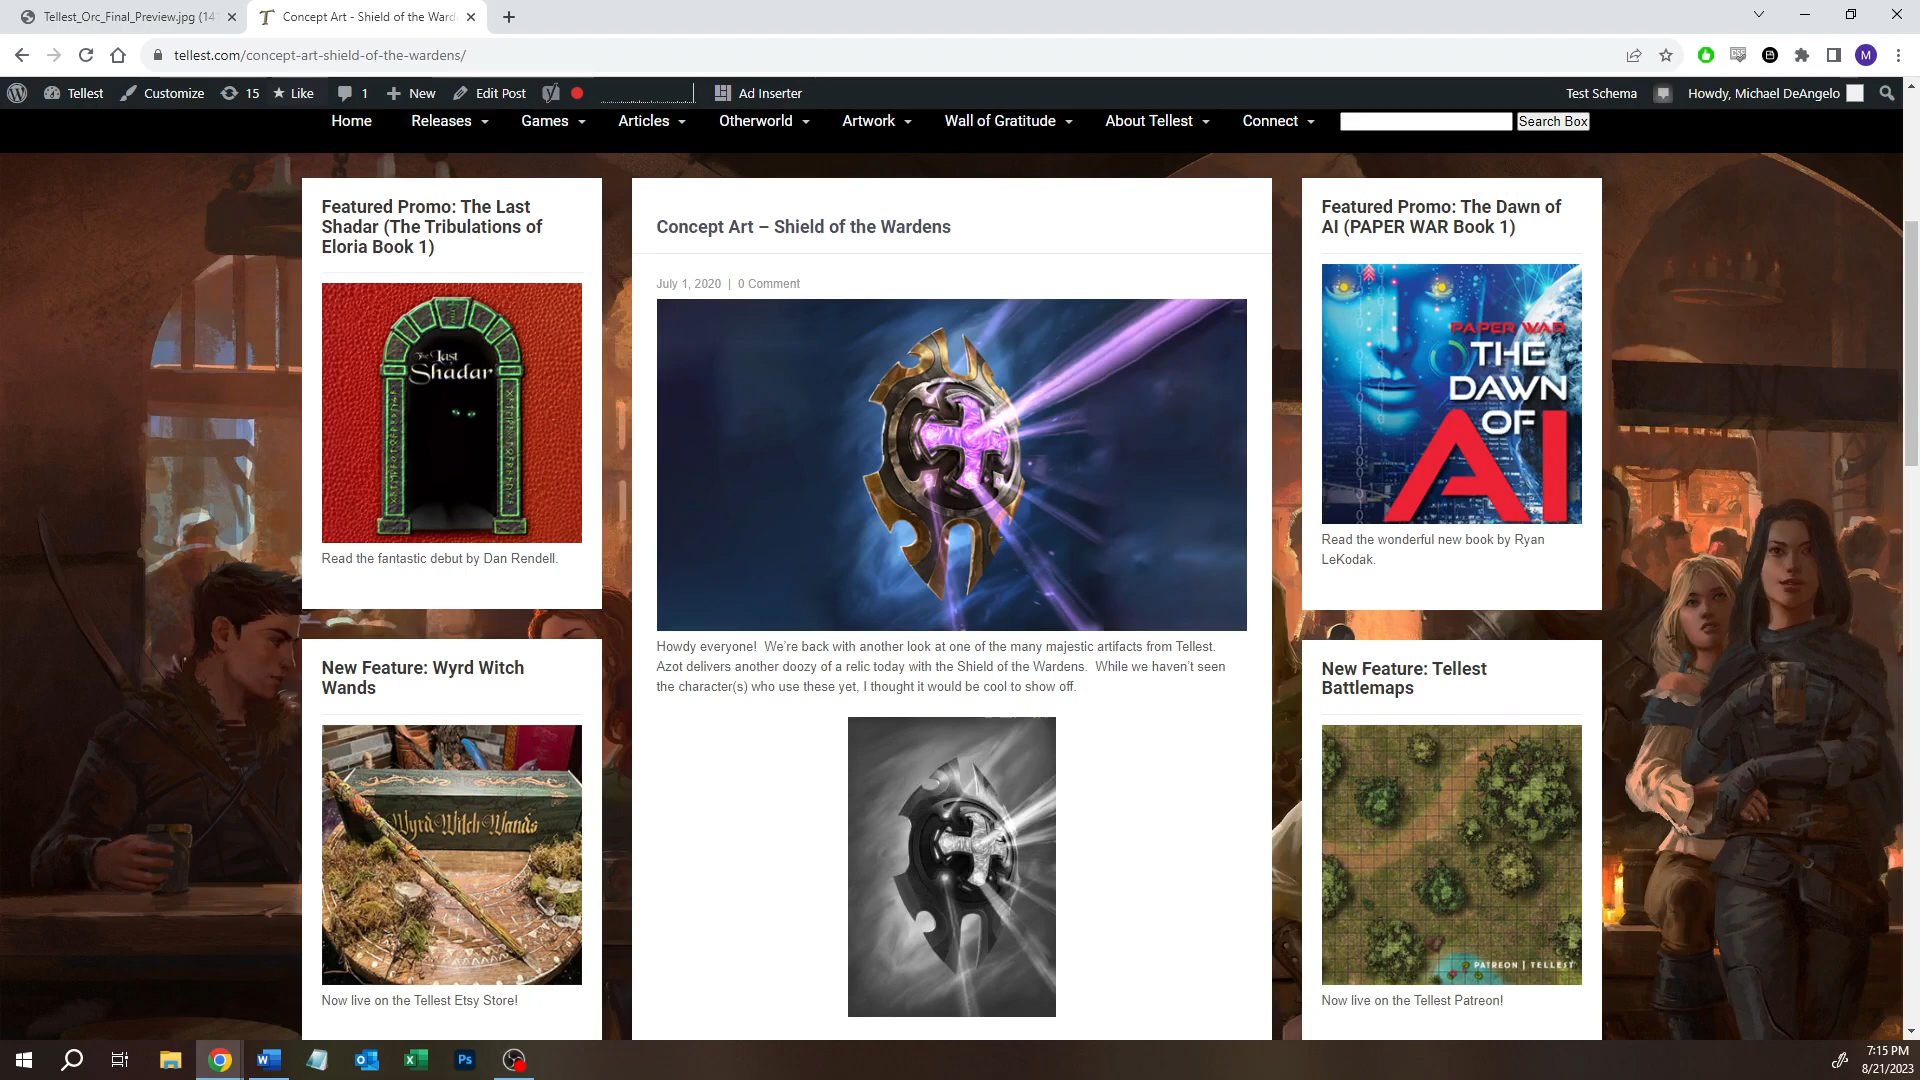 Tellest_Orc_Final_Preview.jpg (14
Concept Art - Shield of the Ward
tellest.com/concept-art-shield-of-the-wardens/
CSS
M
Tellest
Customize
15
Like
1
New
Edit Post
Ad Inserter
Test Schema
Howdy, Michael DeAngelo
Home
Releases
Games
Articles
Otherworld
Artwork
Wall of Gratitude
About Tellest
Connect
Search Box
Featured Promo: The Last
Shadar (The Tribulations of
Eloria Book 1)
The Last
Shadar
Read the fantastic debut by Dan Rendell.
New Feature: Wyrd Witch
Wands
Wyrd Witch Wands
Now live on the Tellest Etsy Store!
Concept Art – Shield of the Wardens
July 1, 2020 | 0 Comment
Howdy everyone!  We’re back with another look at one of the many majestic artifacts from Tellest.
Azot delivers another doozy of a relic today with the Shield of the Wardens.  While we haven’t seen
the character(s) who use these yet, I thought it would be cool to show off.
Featured Promo: The Dawn of
AI (PAPER WAR Book 1)
PAPER WAR
THE
DAWN
OF
AI
Read the wonderful new book by Ryan
LeKodak.
New Feature: Tellest
Battlemaps
PATREON | TELLEST
Now live on the Tellest Patreon!
Ps
7:15 PM
8/21/2023